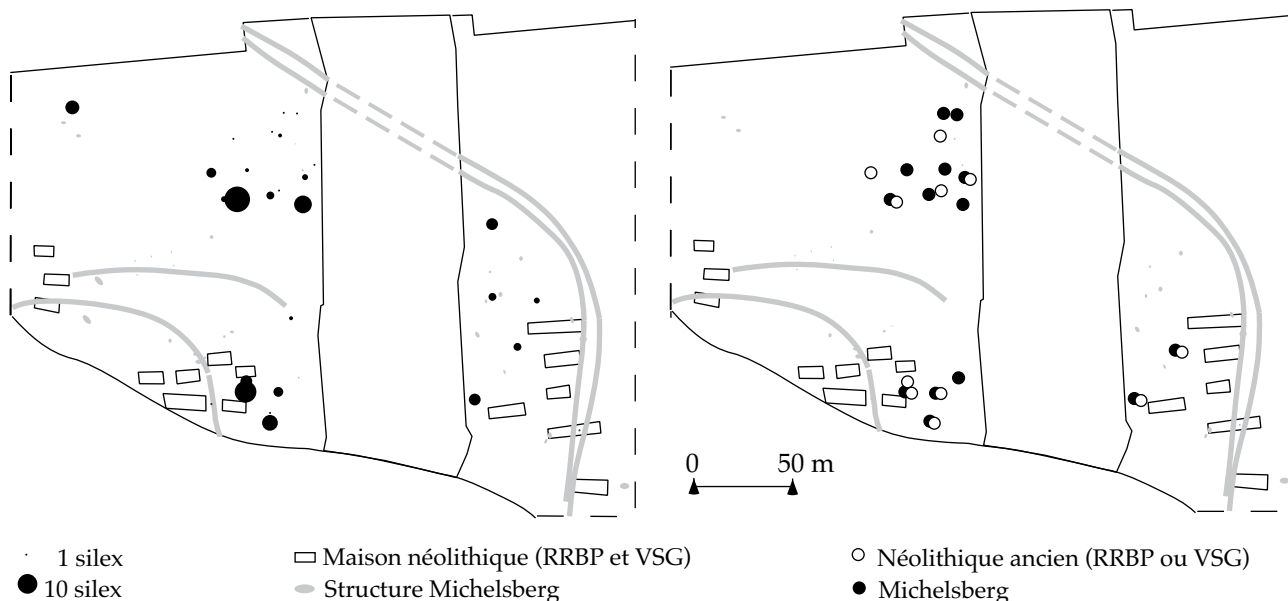 0 50 m
1 silex
Maison néolithique (RRBP et VSG)
Néolithique ancien (RRBP ou VSG)
10 silex
Structure Michelsberg
Michelsberg